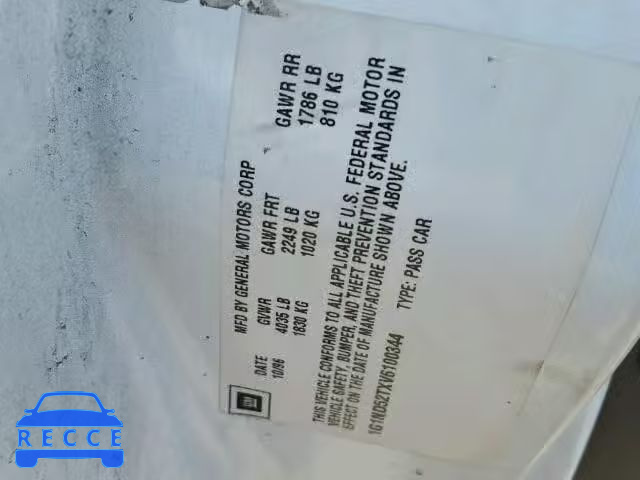 MFD BY GENERAL MOTORS CORP
DATE GVWR GAWR FRT GAWR RR
10/96 4035 LB 2249 LB 1786 LB
1830 KG 1020 KG 810 KG
THIS VEHICLE CONFORMS TO ALL APPLICABLE U.S. FEDERAL MOTOR
VEHICLE SAFETY, BUMPER, AND THEFT PREVENTION STANDARDS IN
EFFECT ON THE DATE OF MANUFACTURE SHOWN ABOVE.
1G1ND52TXV6100344 TYPE: PASS CAR
GM
RECCE